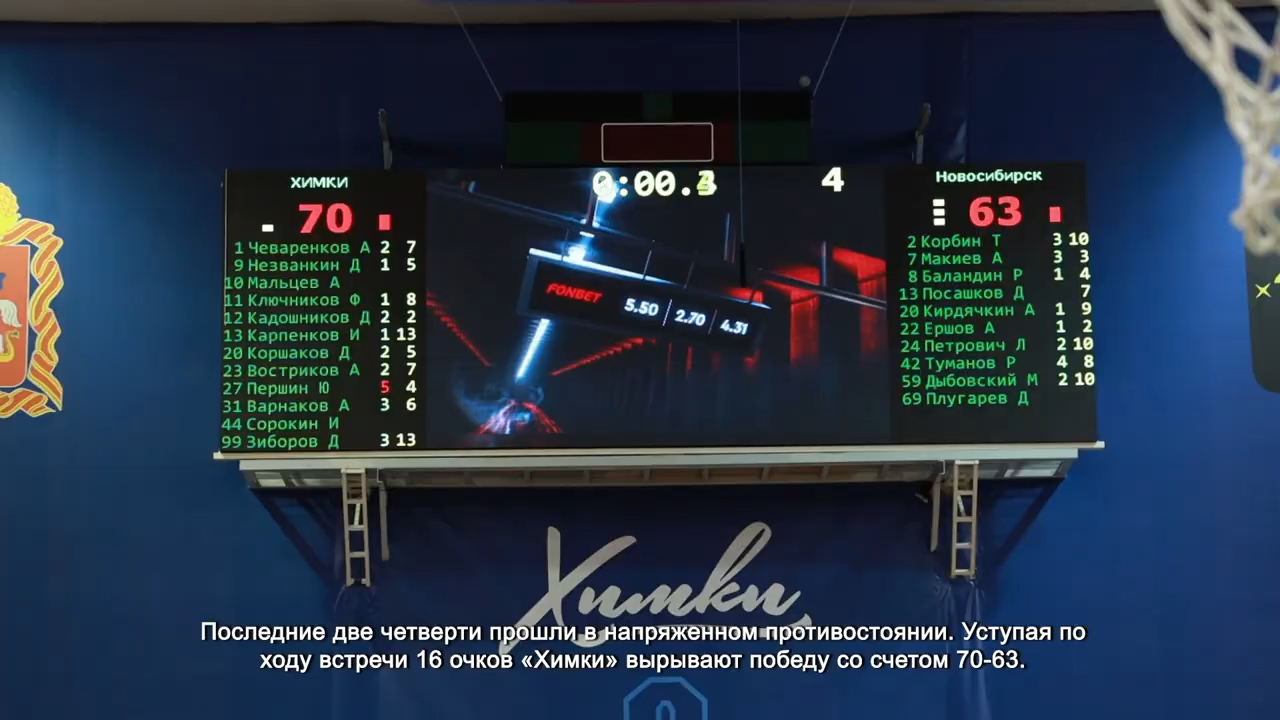 0:00.3 4
ХИМКИ
70
1 Чеваренков А 2 7
9 Незванкин Д 1 5
10 Мальцев А
11 Ключников Ф 1 8
12 Кадошников Д 2 2
13 Карпенков И 1 13
20 Коршаков Д 2 5
23 Востриков А 2 7
27 Першин Ю 5 4
31 Варнаков А 3 6
44 Сорокин И
99 Зиборов Д 3 13
FONBET 5.50 2.70 4.31
Новосибирск
63
2 Корбин Т 3 10
7 Макиев А 3 3
8 Баландин Р 1 4
13 Посашков Д 7
20 Кирдячкин А 1 9
22 Ершов А 1 2
24 Петрович Л 2 10
42 Туманов Р 4 8
59 Дыбовский М 2 10
69 Плугарев Д
Химки
Последние две четверти прошли в напряженном противостоянии. Уступая по
ходу встречи 16 очков «Химки» вырывают победу со счетом 70-63.